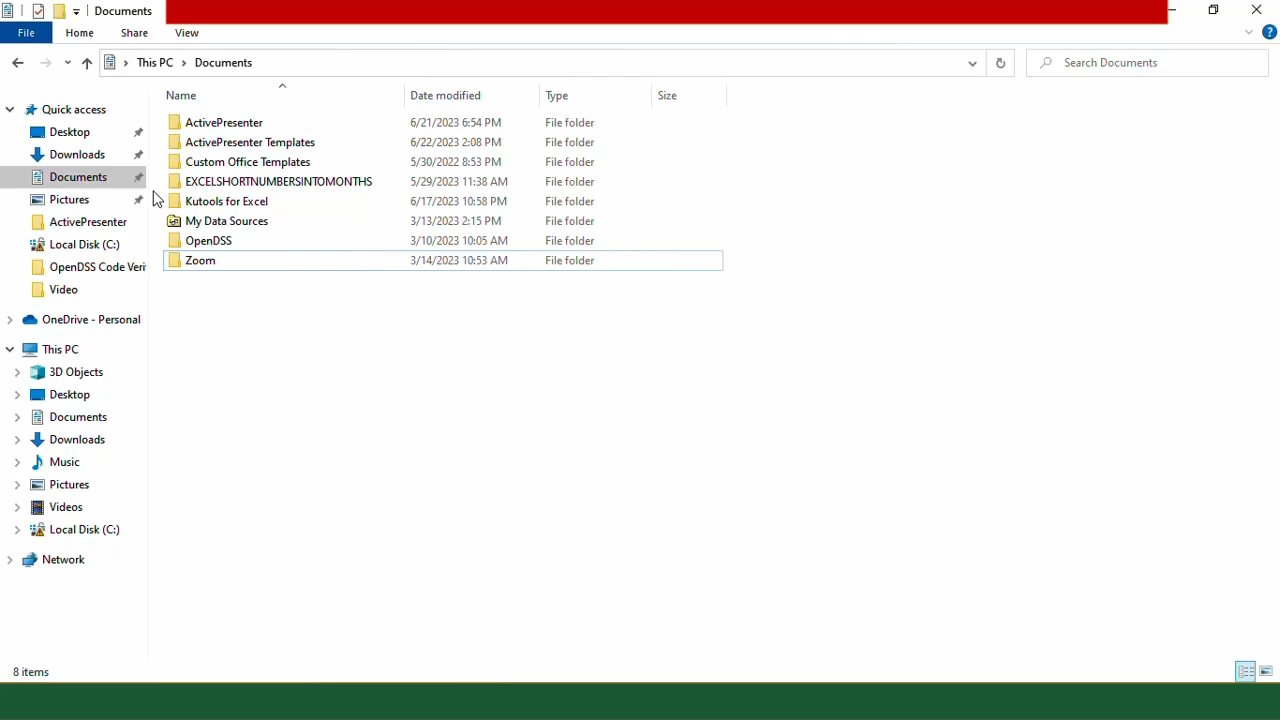 Documents
File Home Share View
This PC Documents
Search Documents
Name Date modified Type Size
ActivePresenter 6/21/2023 6:54 PM File folder
ActivePresenter Templates 6/22/2023 2:08 PM File folder
Custom Office Templates 5/30/2022 8:53 PM File folder
EXCELSHORTNUMBERSINTOMONTHS 5/29/2023 11:38 AM File folder
Kutools for Excel 6/17/2023 10:58 PM File folder
My Data Sources 3/13/2023 2:15 PM File folder
OpenDSS 3/10/2023 10:05 AM File folder
Zoom 3/14/2023 10:53 AM File folder
Quick access
Desktop
Downloads
Documents
Pictures
ActivePresenter
Local Disk (C:)
OpenDSS Code Veri
Video
OneDrive - Personal
This PC
3D Objects
Desktop
Documents
Downloads
Music
Pictures
Videos
Local Disk (C:)
Network
8 items